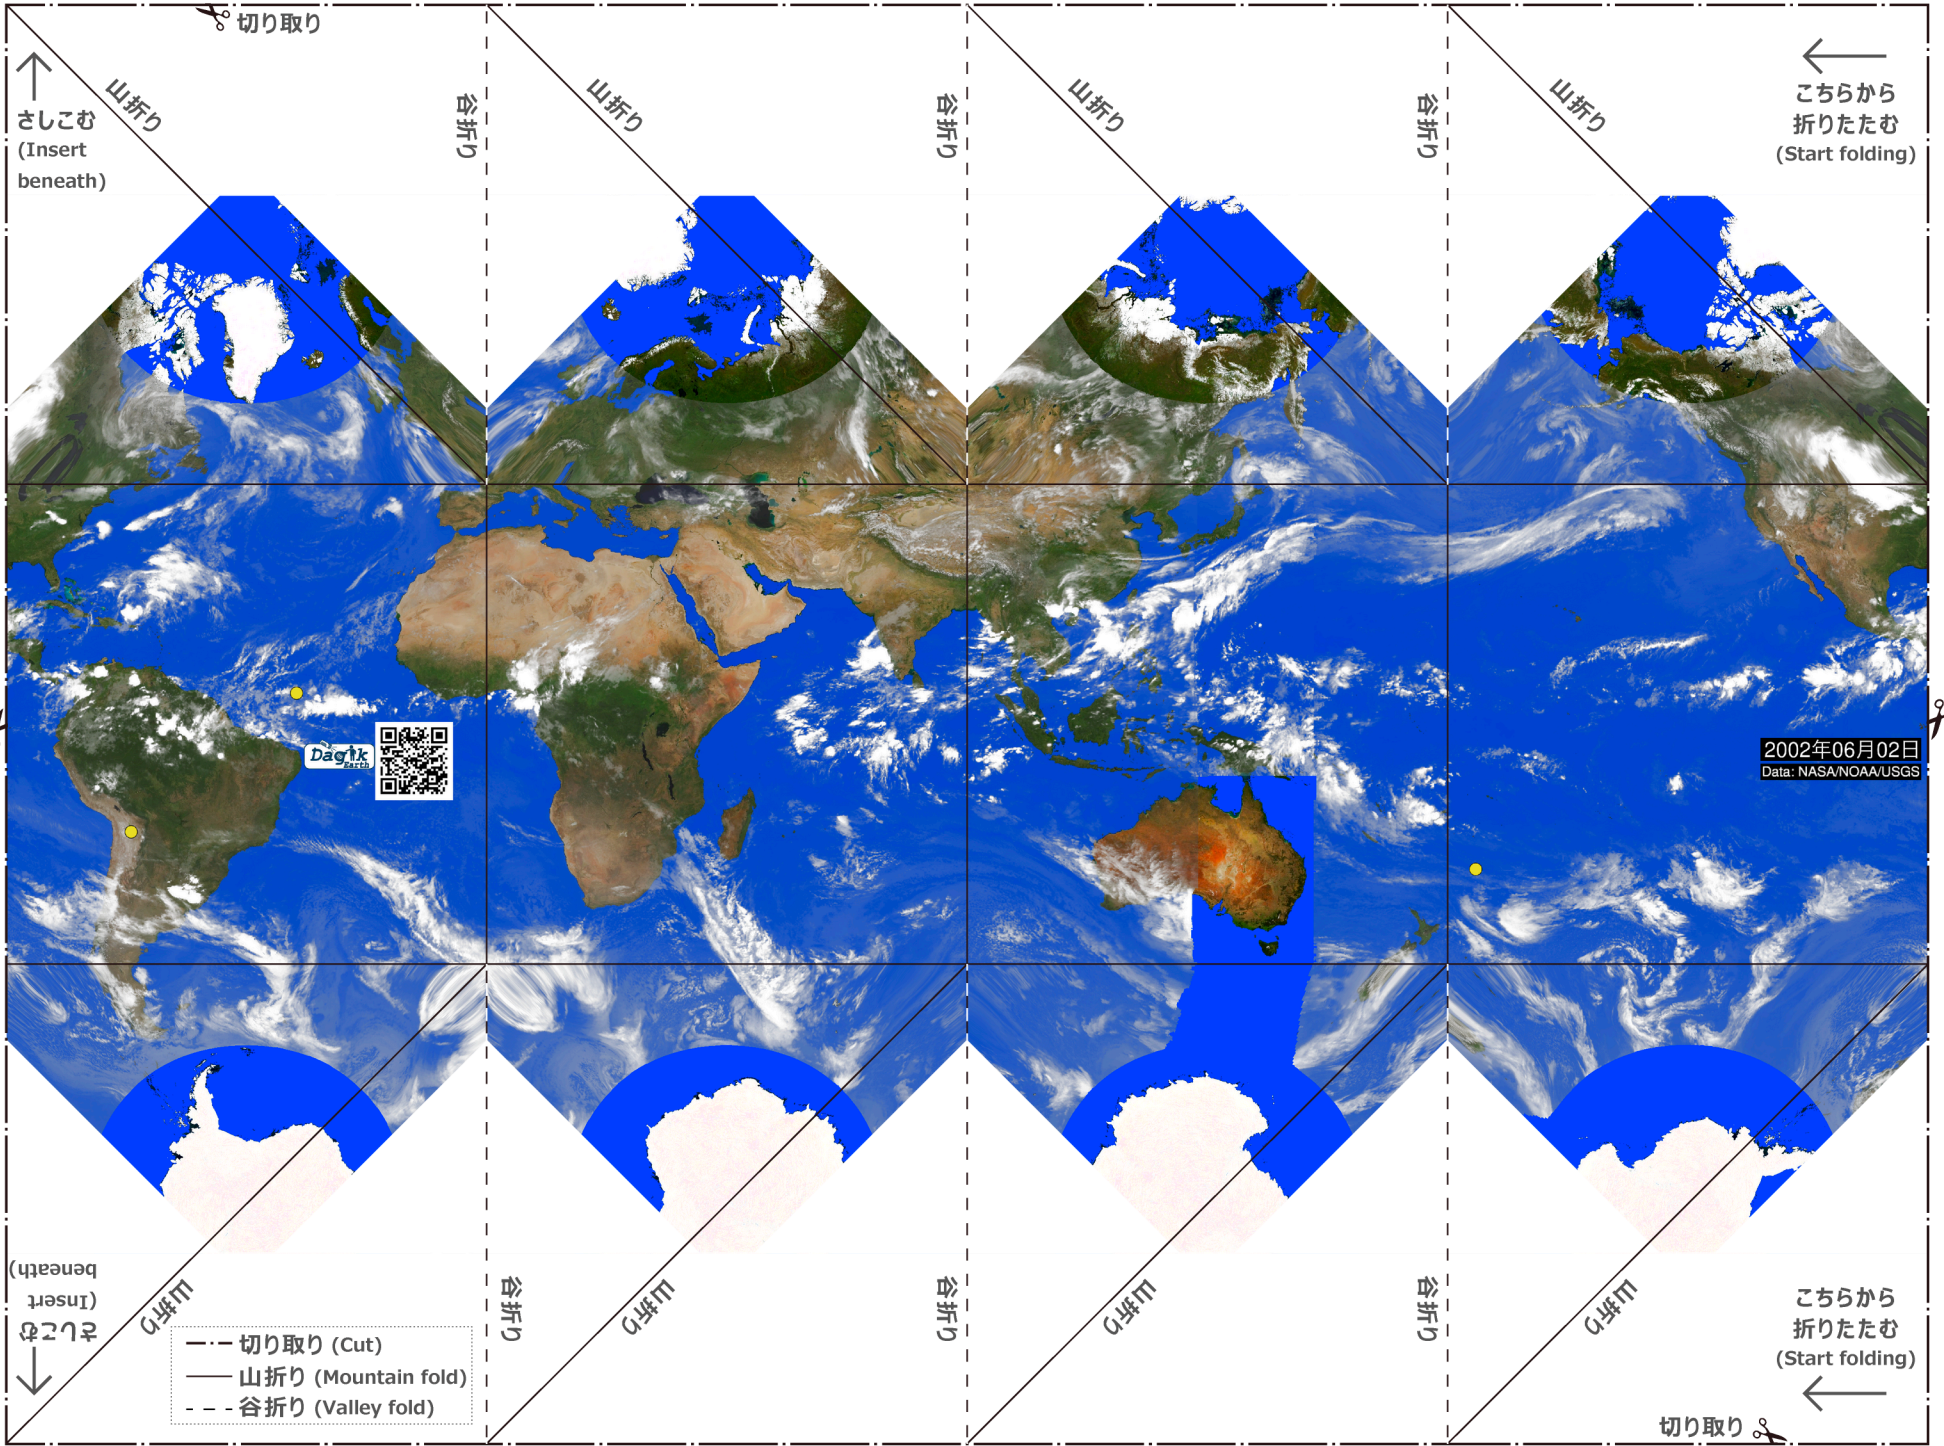 切り取り
山折り
谷折り
山折り
谷折り
山折り
谷折り
山折り
さしこむ
(Insert
beneath)
こちらから
折りたたむ
(Start folding)
Dagik
Earth
2002年06月02日
Data: NASA/NOAA/USGS
さしこむ
(Insert
beneath)
山折り
谷折り
山折り
谷折り
山折り
谷折り
山折り
こちらから
折りたたむ
(Start folding)
切り取り (Cut)
山折り (Mountain fold)
谷折り (Valley fold)
切り取り